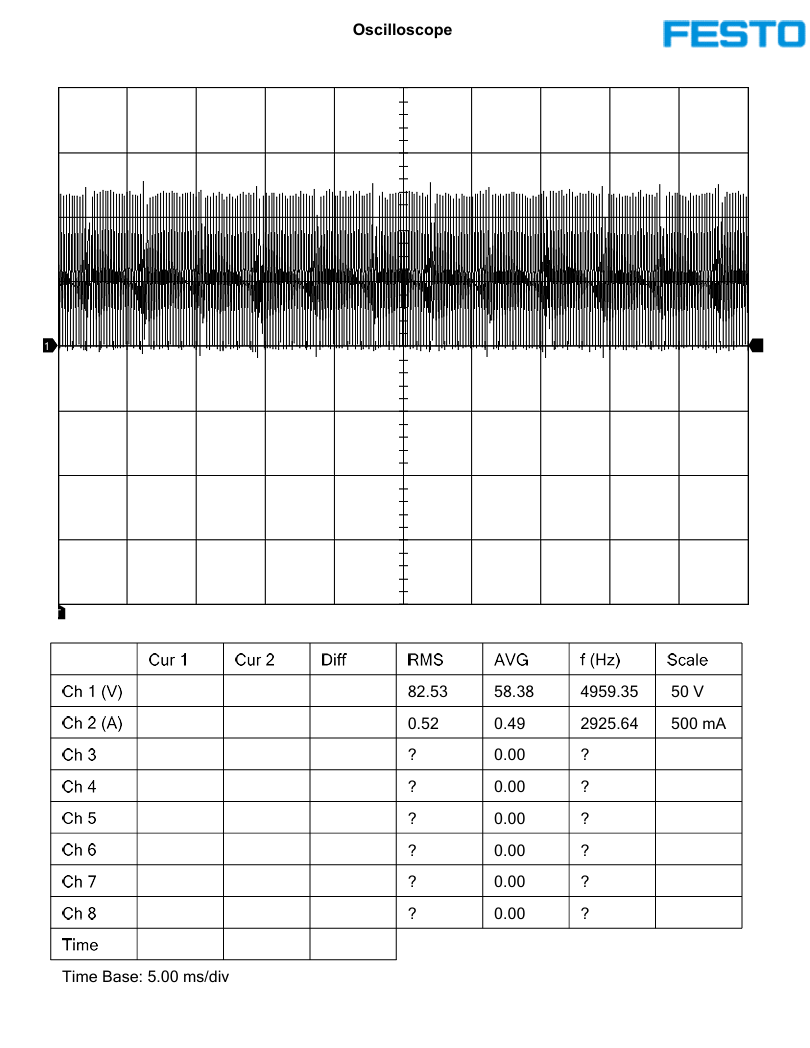 Oscilloscope
FESTO
1
Cur 1 Cur 2 Diff RMS AVG f (Hz) Scale
Ch 1 (V) 82.53 58.38 4959.35 50 V
Ch 2 (A) 0.52 0.49 2925.64 500 mA
Ch 3 ? 0.00 ?
Ch 4 ? 0.00 ?
Ch 5 ? 0.00 ?
Ch 6 ? 0.00 ?
Ch 7 ? 0.00 ?
Ch 8 ? 0.00 ?
Time
Time Base: 5.00 ms/div